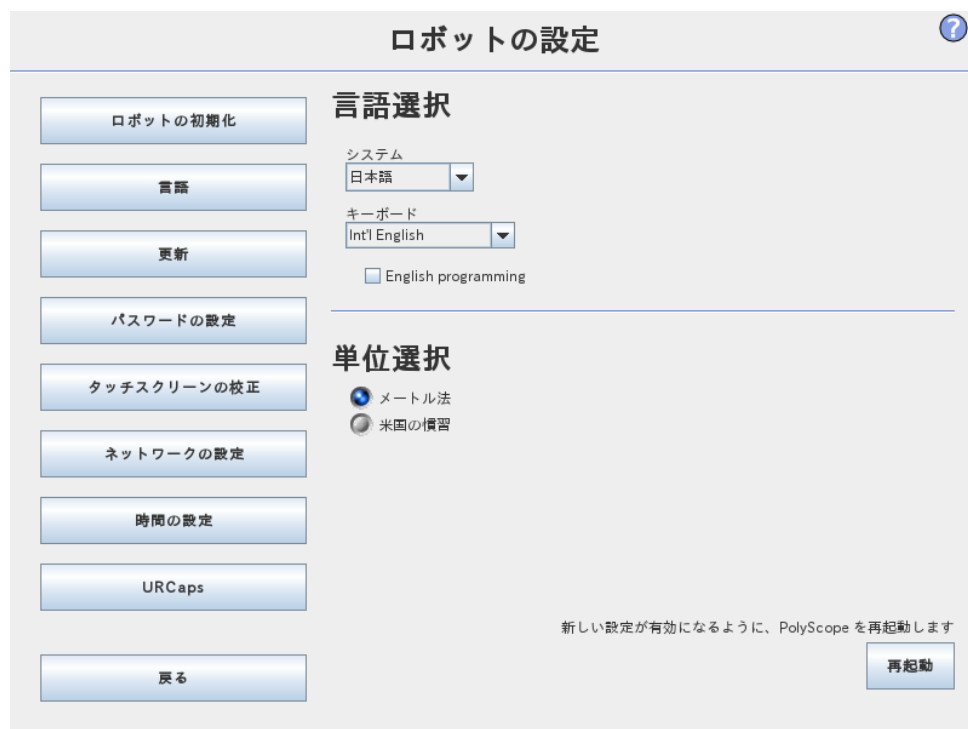 ロボットの設定
?
ロボットの初期化
言語
更新
パスワードの設定
タッチスクリーンの校正
ネットワークの設定
時間の設定
URCaps
戻る
言語選択
システム
日本語
キーボード
Int'l English
English programming
単位選択
メートル法
米国の慣習
新しい設定が有効になるように、PolyScope を再起動します
再起動